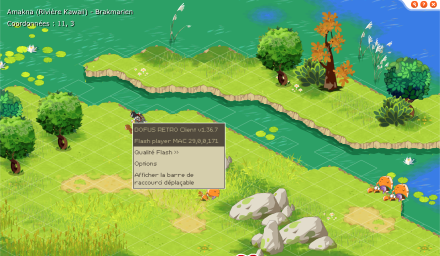 Amakna (Rivière Kawaii) - Brakmarien
Coordonnées : 11, 3
DOFUS RETRO Client v1.36.7
Flash player MAC 29,0,0,171
Qualité Flash >>
Options
Afficher la barre de
raccourci déplaçable